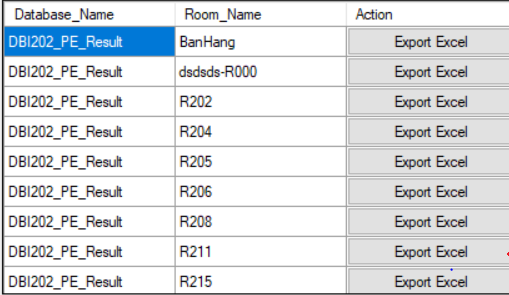 Database_Name Room_Name Action
DBI202_PE_Result BanHang Export Excel
DBI202_PE_Result dsdsds-R000 Export Excel
DBI202_PE_Result R202 Export Excel
DBI202_PE_Result R204 Export Excel
DBI202_PE_Result R205 Export Excel
DBI202_PE_Result R206 Export Excel
DBI202_PE_Result R208 Export Excel
DBI202_PE_Result R211 Export Excel
DBI202_PE_Result R215 Export Excel